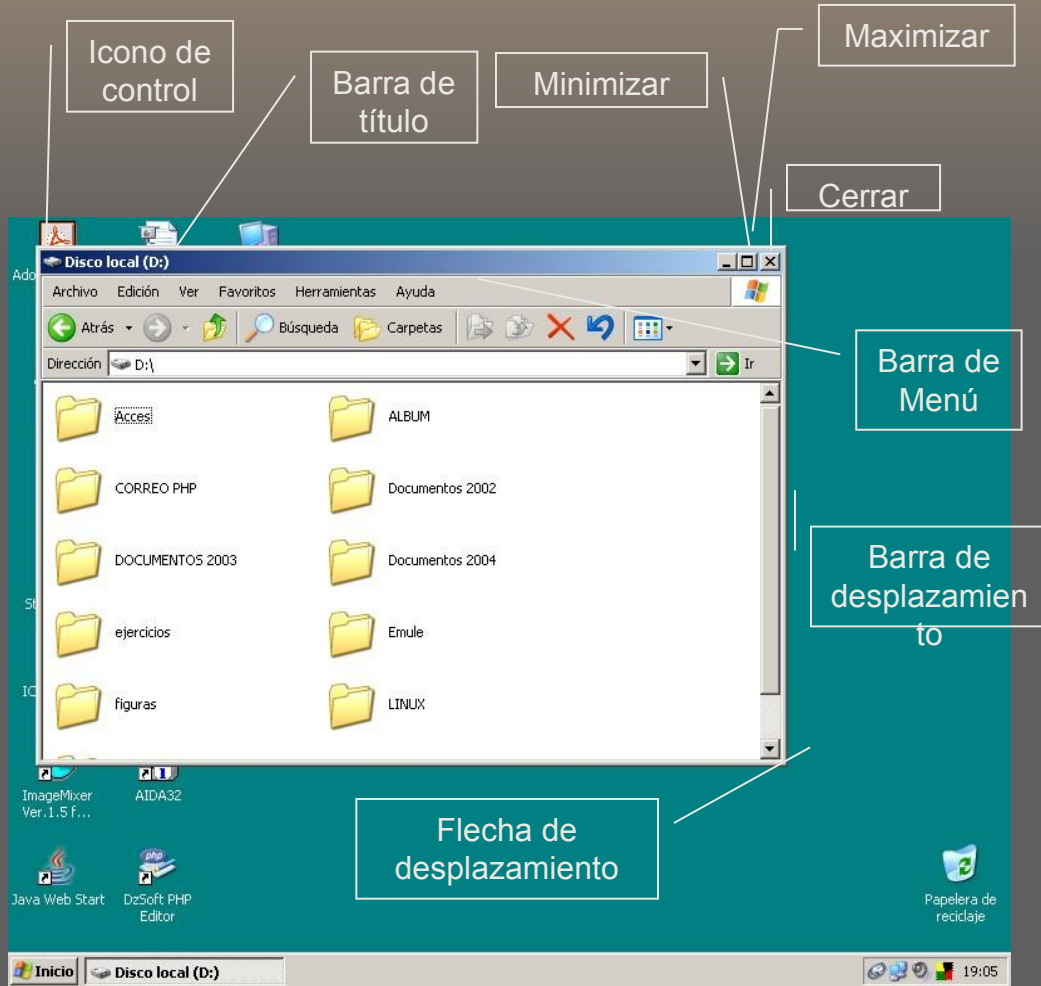 Icono de
control
Barra de
título
Minimizar
Maximizar
Cerrar
Ado
Disco local (D:)
Archivo Edición Ver Favoritos Herramientas Ayuda
Atrás Búsqueda Carpetas
Dirección D:\ Ir
Barra de
Menú
Acces ALBUM
CORREO PHP Documentos 2002
DOCUMENTOS 2003 Documentos 2004
Barra de
desplazamien
to
ejercicios Emule
figuras LINUX
IC
ImageMixer
Ver.1.5 f...
AIDA32
Flecha de
desplazamiento
Java Web Start
php
DzSoft PHP
Editor
Papelera de
reciclaje
Inicio Disco local (D:) 19:05